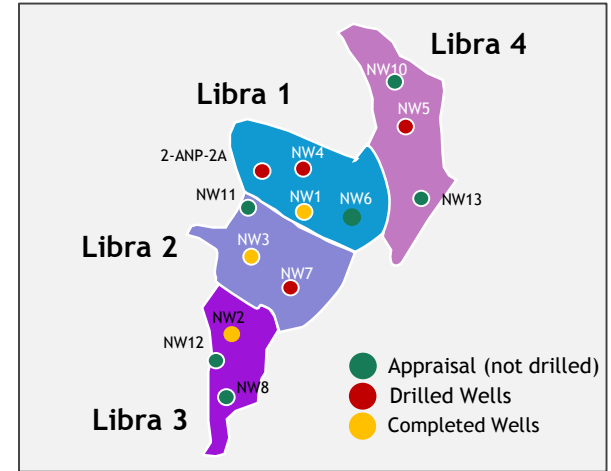 Libra 4
NW10
Libra 1
NW5
2-ANP-2A
NW4
NW11
NW1
NW6
NW13
Libra 2
NW3
NW7
NW2
NW12
Appraisal (not drilled)
NW8
Drilled Wells
Libra 3
Completed Wells